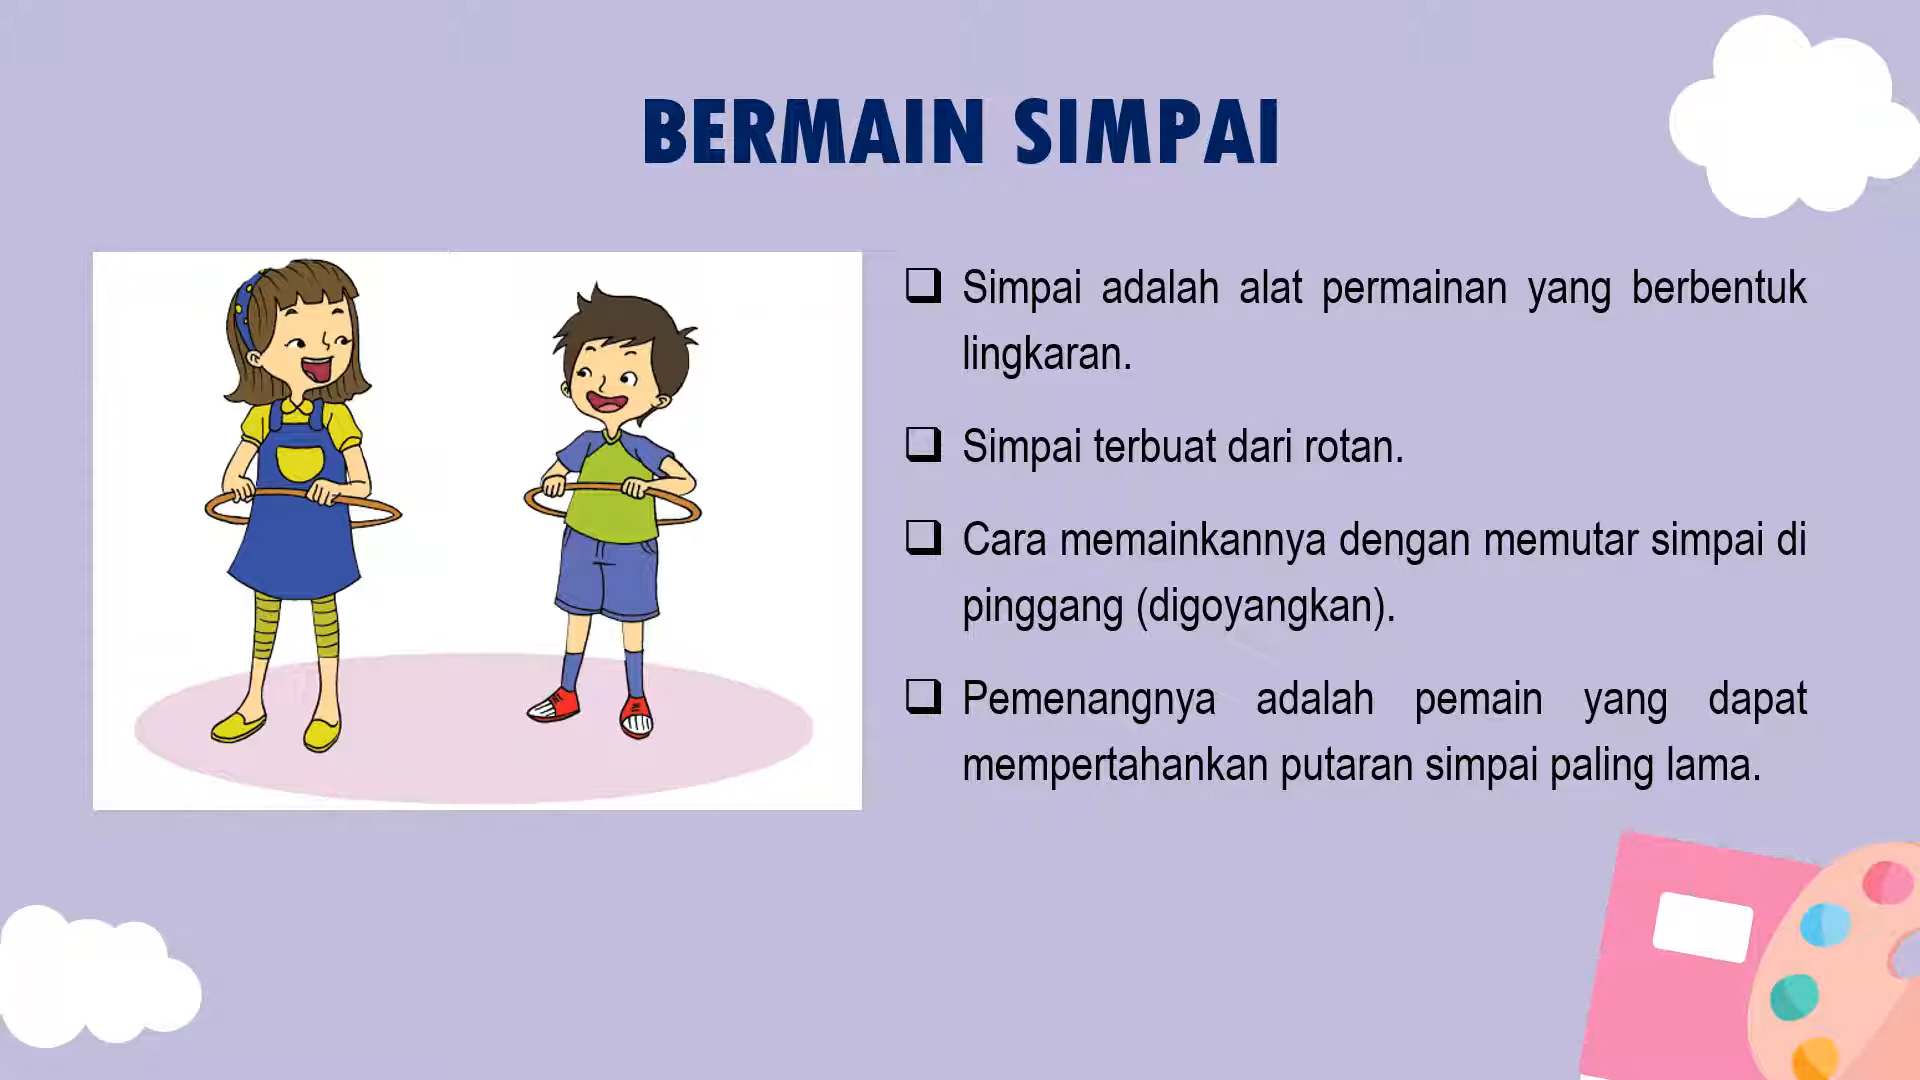 BERMAIN SIMPAI
Simpai adalah alat permainan yang berbentuk
lingkaran.
Simpai terbuat dari rotan.
Cara memainkannya dengan memutar simpai di
pinggang (digoyangkan).
Pemenangnya adalah pemain yang dapat
mempertahankan putaran simpai paling lama.